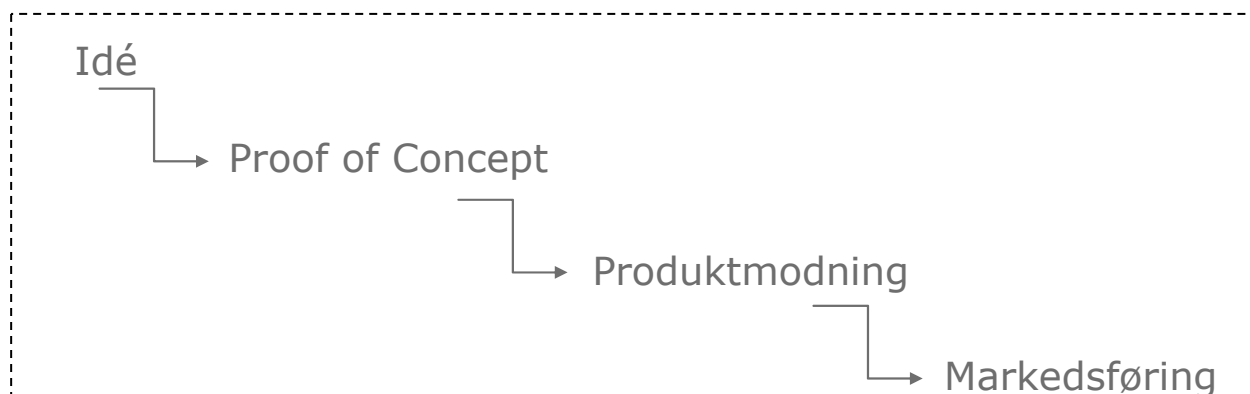 Idé
Proof of Concept
Produktmodning
Markedsføring